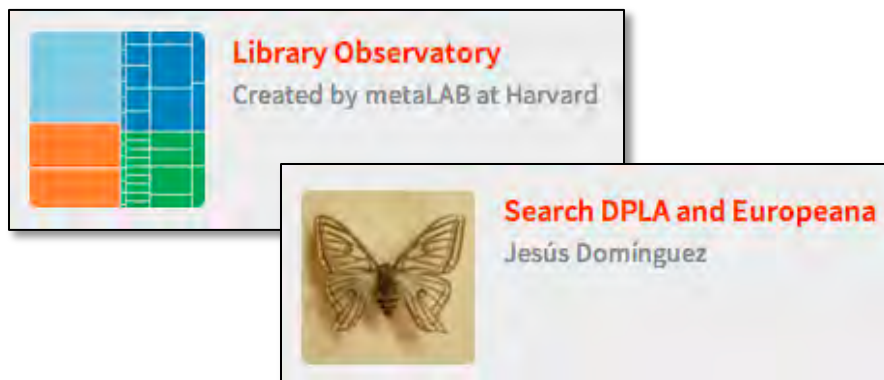 Library Observatory
Created by metaLAB at Harvard
Search DPLA and Europeana
Jesús Domínguez